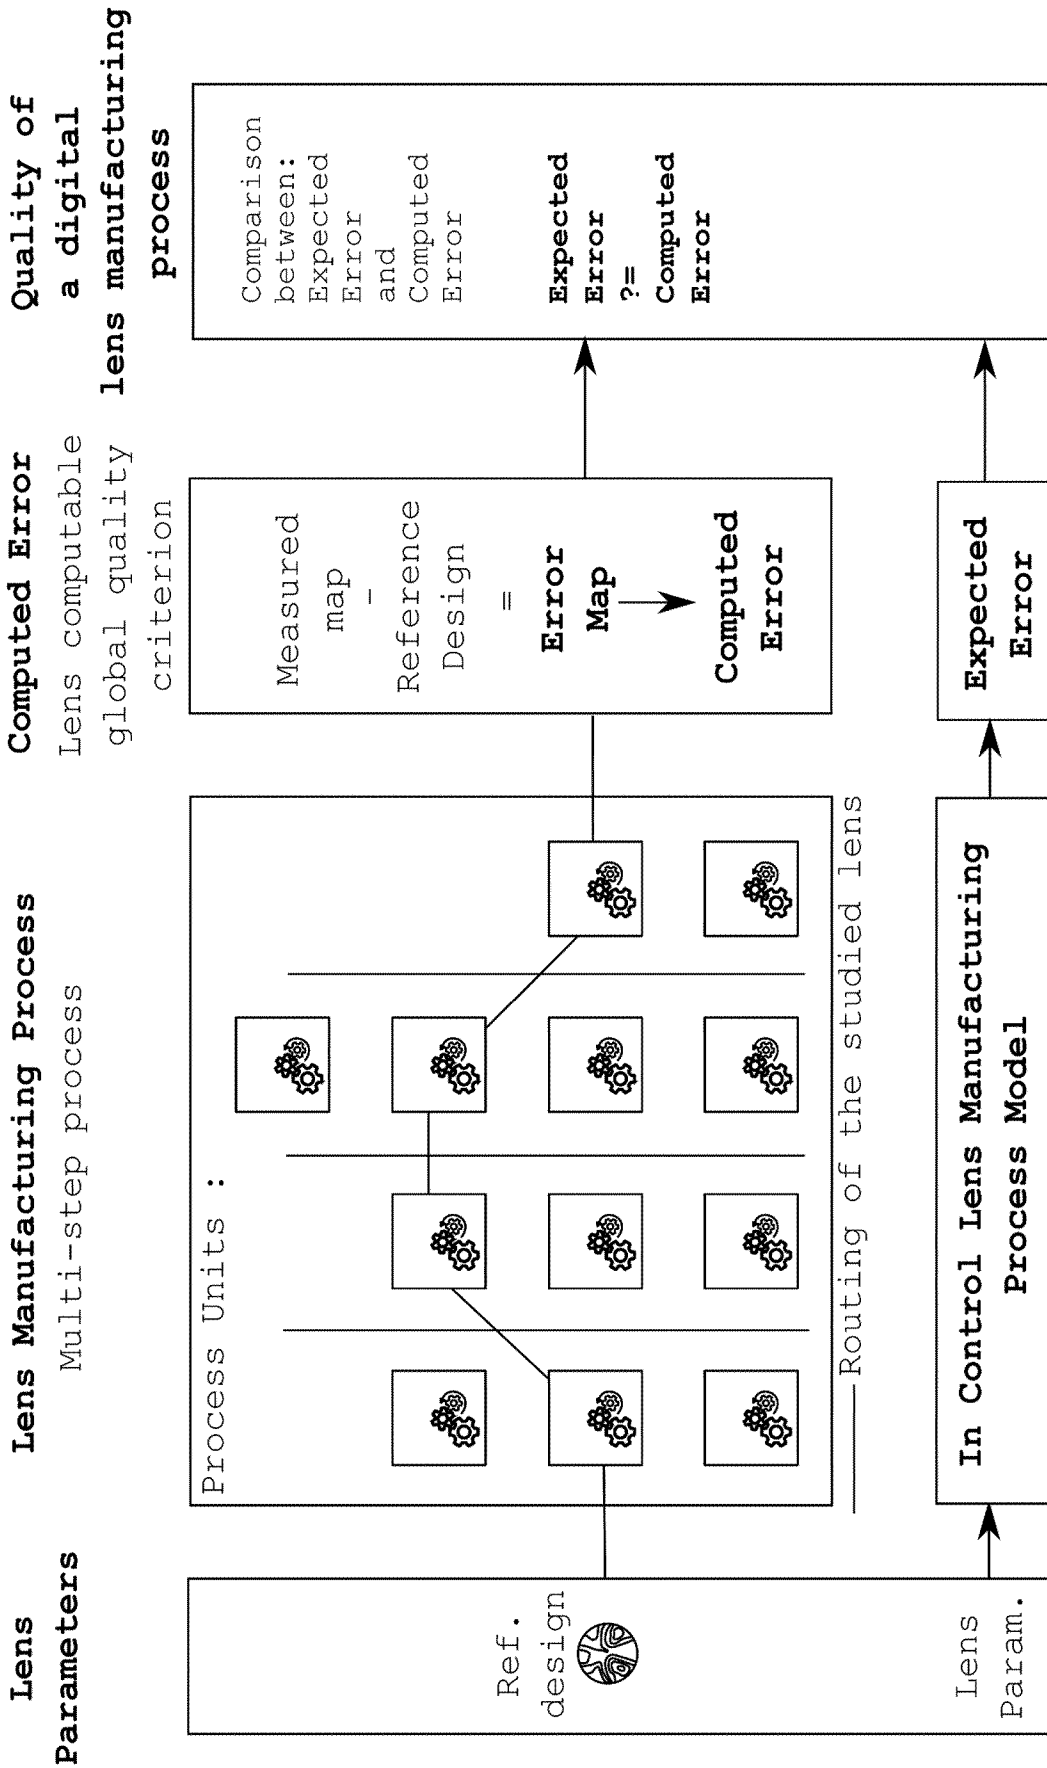 Lens
Parameters
Ref.
design
Lens
Param.
Lens Manufacturing Process
Multi-step process
Process Units :
Routing of the studied lens
In Control Lens Manufacturing
Process Model
Computed Error
Lens computable
global quality
criterion
Measured
map
-
Reference
Design
=
Error
Map
Computed
Error
Expected
Error
Quality of
a digital
lens manufacturing
process
Comparison
between:
Expected
Error
and
Computed
Error
Expected
Error
?=
Computed
Error